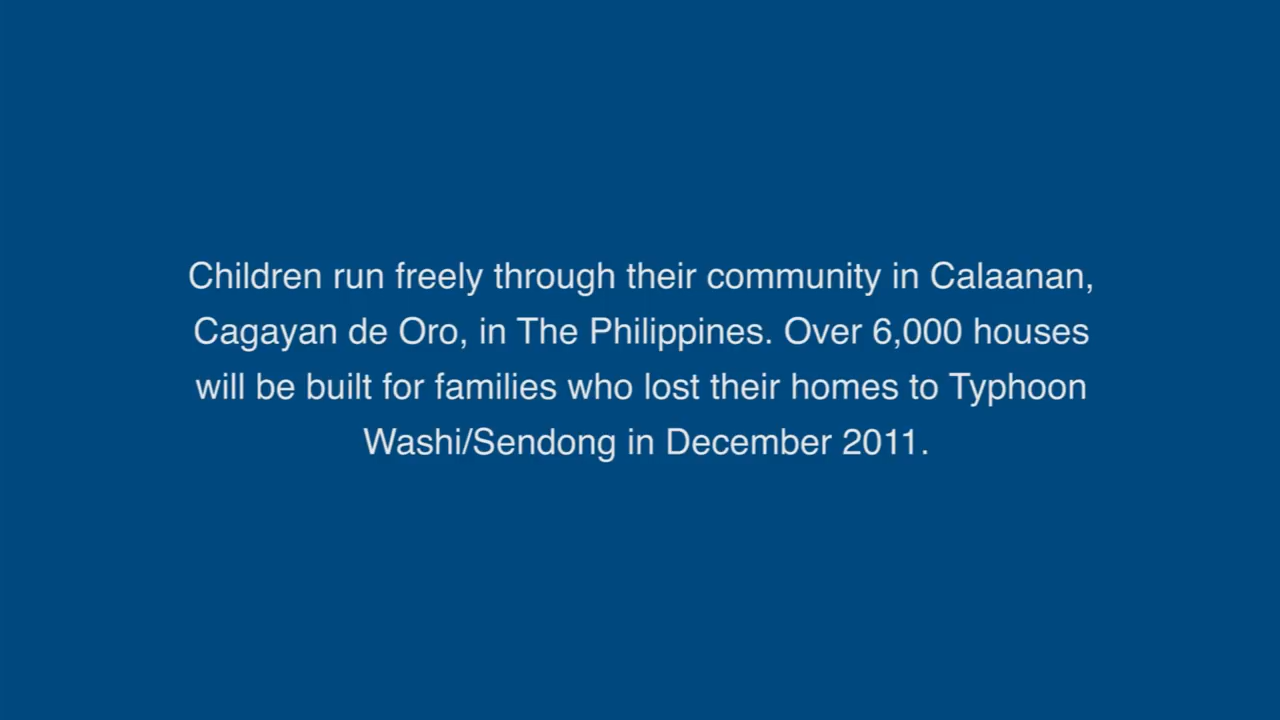 Children run freely through their community in Calaanan,
Cagayan de Oro, in The Philippines. Over 6,000 houses
will be built for families who lost their homes to Typhoon
Washi/Sendong in December 2011.